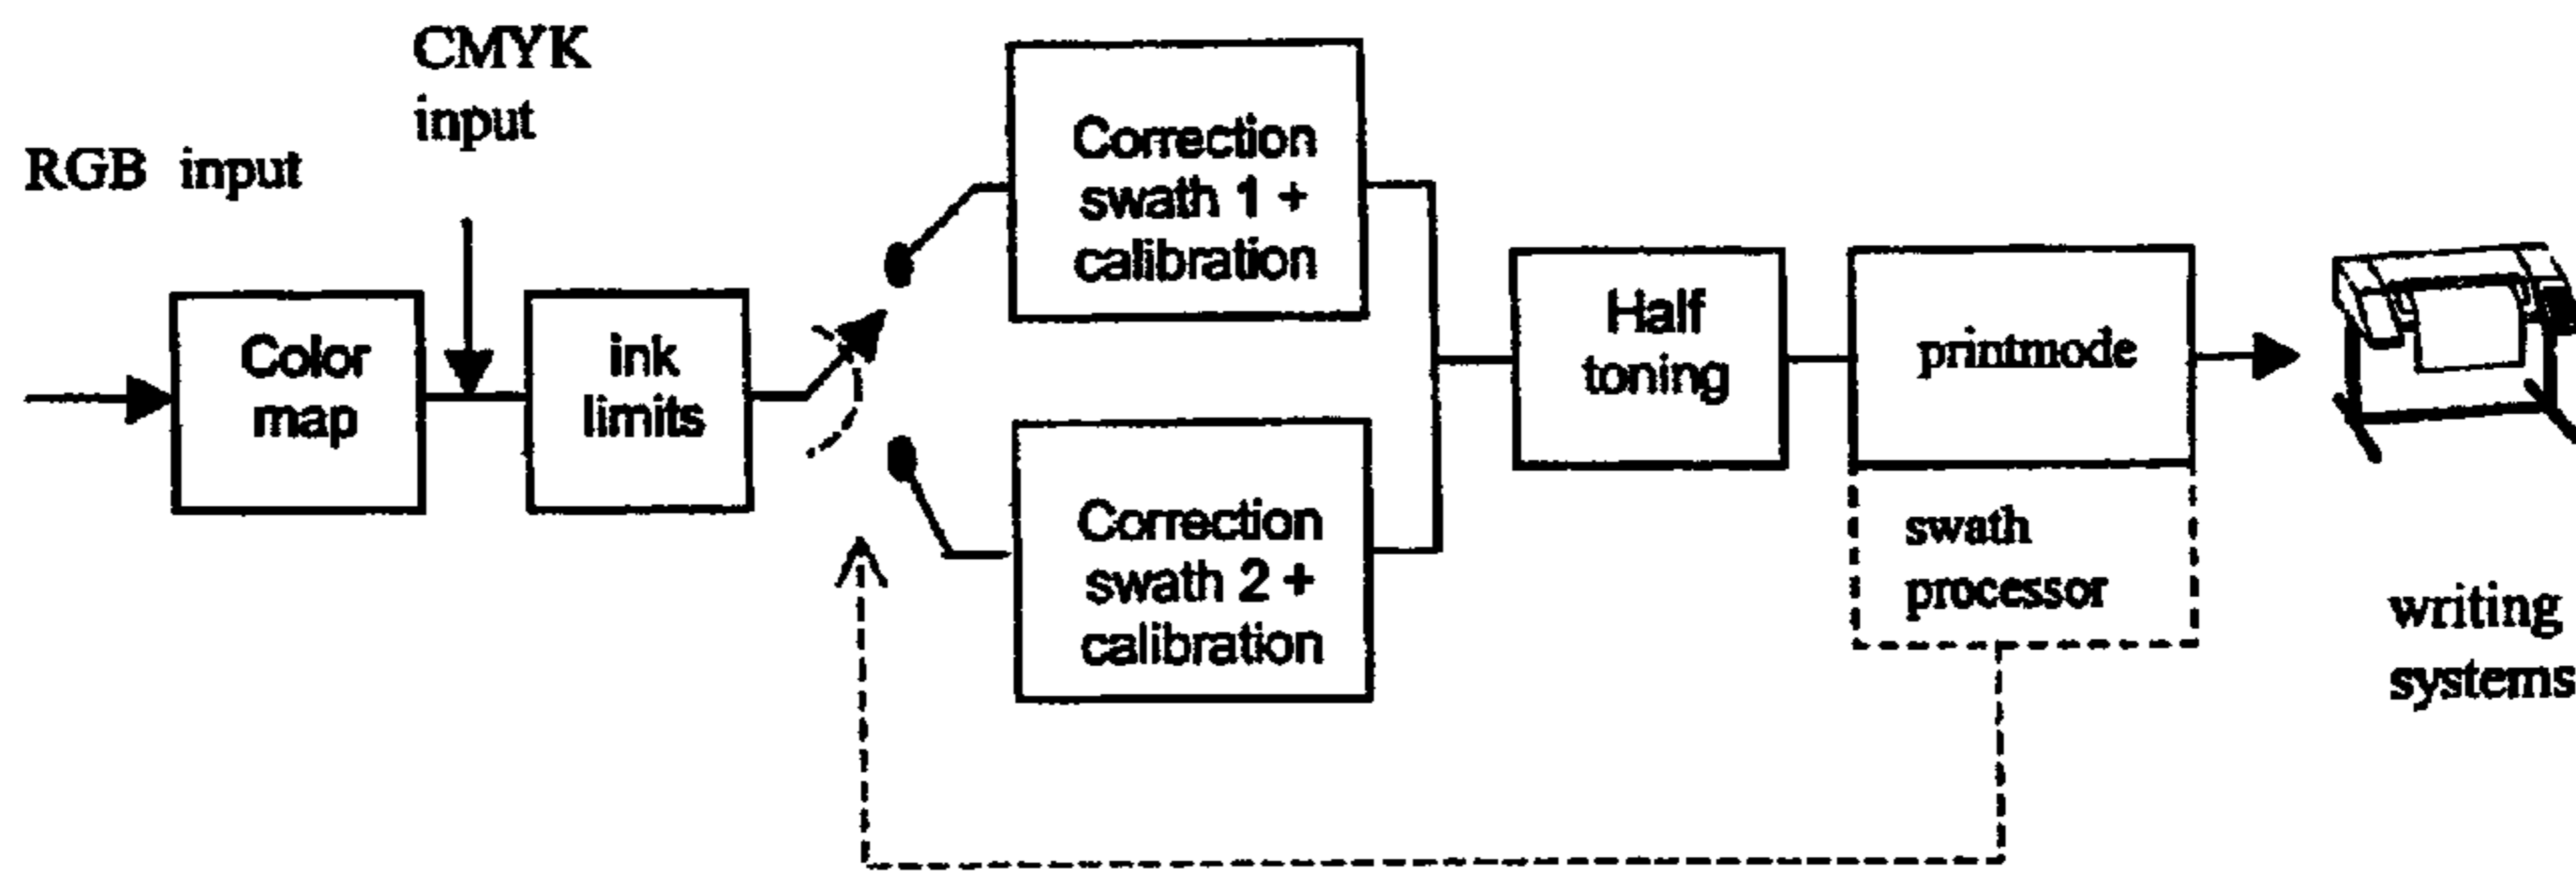 RGB input
CMYK
input
Color
map
ink
limits
Correction
swath 1 +
calibration
Correction
swath 2 +
calibration
Half
toning
printmode
swath
processor
writing
systems